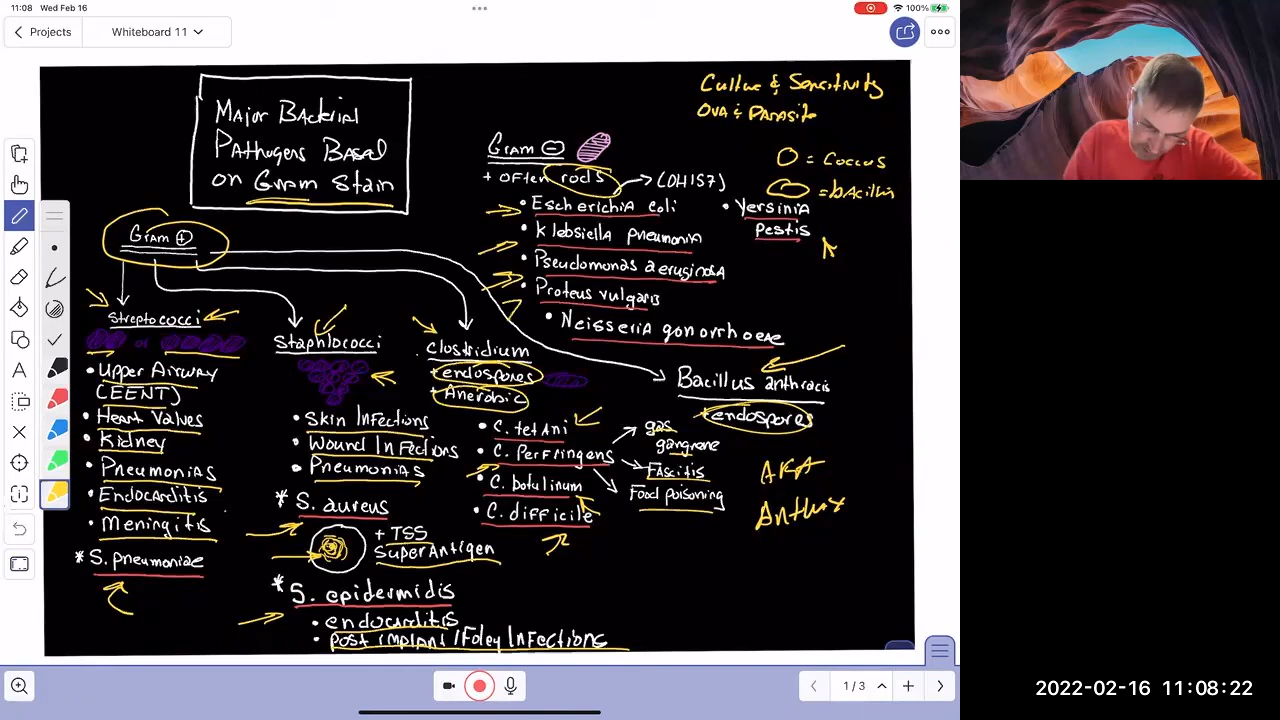 11:08 Wed Feb 16
100%
Projects
Whiteboard 11
Major Bacterial
Pathogens Based
on Gram Stain
Culture & Sensitivity
OVA & Parasite
O = Coccus
= bacillus
Gram ⊖
+ OFten rods → (OH157)
• Escherichia coli
• Klebsiella pneumonia
• Pseudomonas aeruginosa
• Proteus vulgaris
• Neisseria gonorrhoeae
• Yersinia
pestis
Gram ⊕
Streptococci
or
• Upper Airway
(EENT)
• Heart Valves
• Kidney
• Pneumonias
• Endocarditis
• Meningitis
* S. pneumoniae
Staphlococci
• Skin Infections
• Wound Infections
• Pneumonias
* S. aureus
+ TSS
SuperAntigen
* S. epidermidis
• endocarditis
• post implant / Foley Infections
Clostridium
+ endospores
+ Anerobic
• C. tetani
• C. perfringens
• C. botulinum
• C. difficile
gas
gangrene
FAscitis
Food poisoning
Bacillus anthracis
+ endospores
AKA
Anthrax
A
1/3
2022-02-16 11:08:22